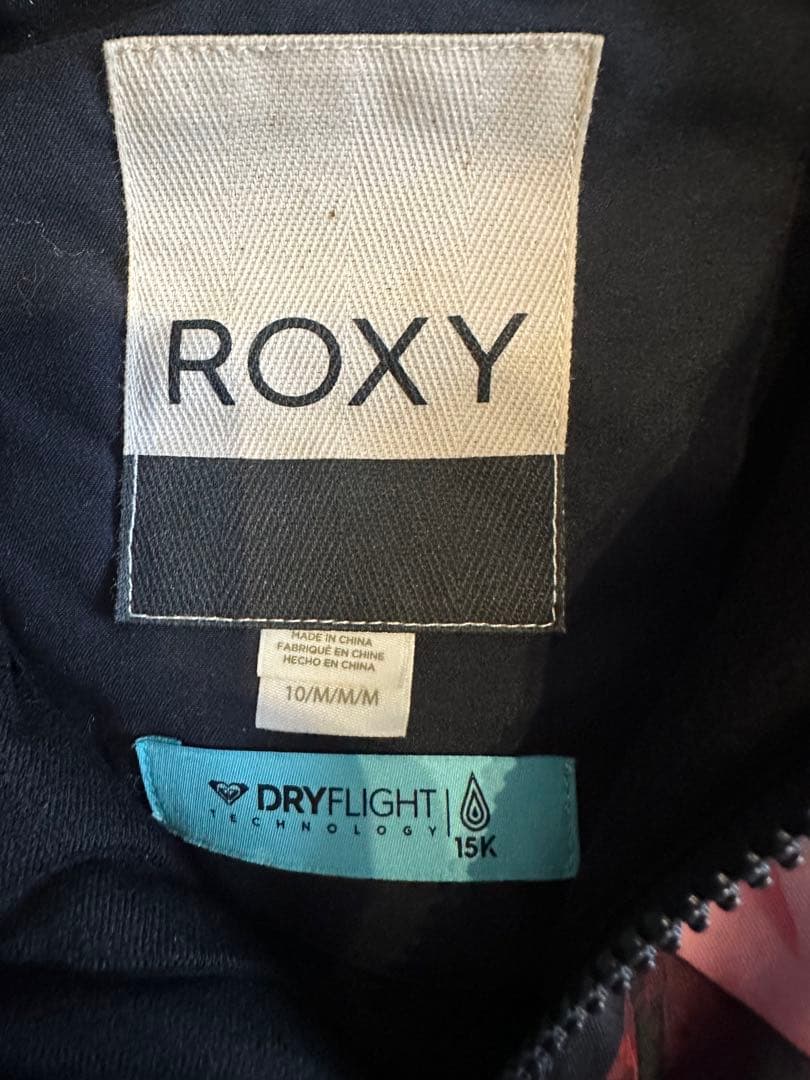 ROXY
MADE IN CHINA
FABRIQUÉ EN CHINE
HECHO EN CHINA
10/M/M/M
DRYFLIGHT
TECHNOLOGY
15K